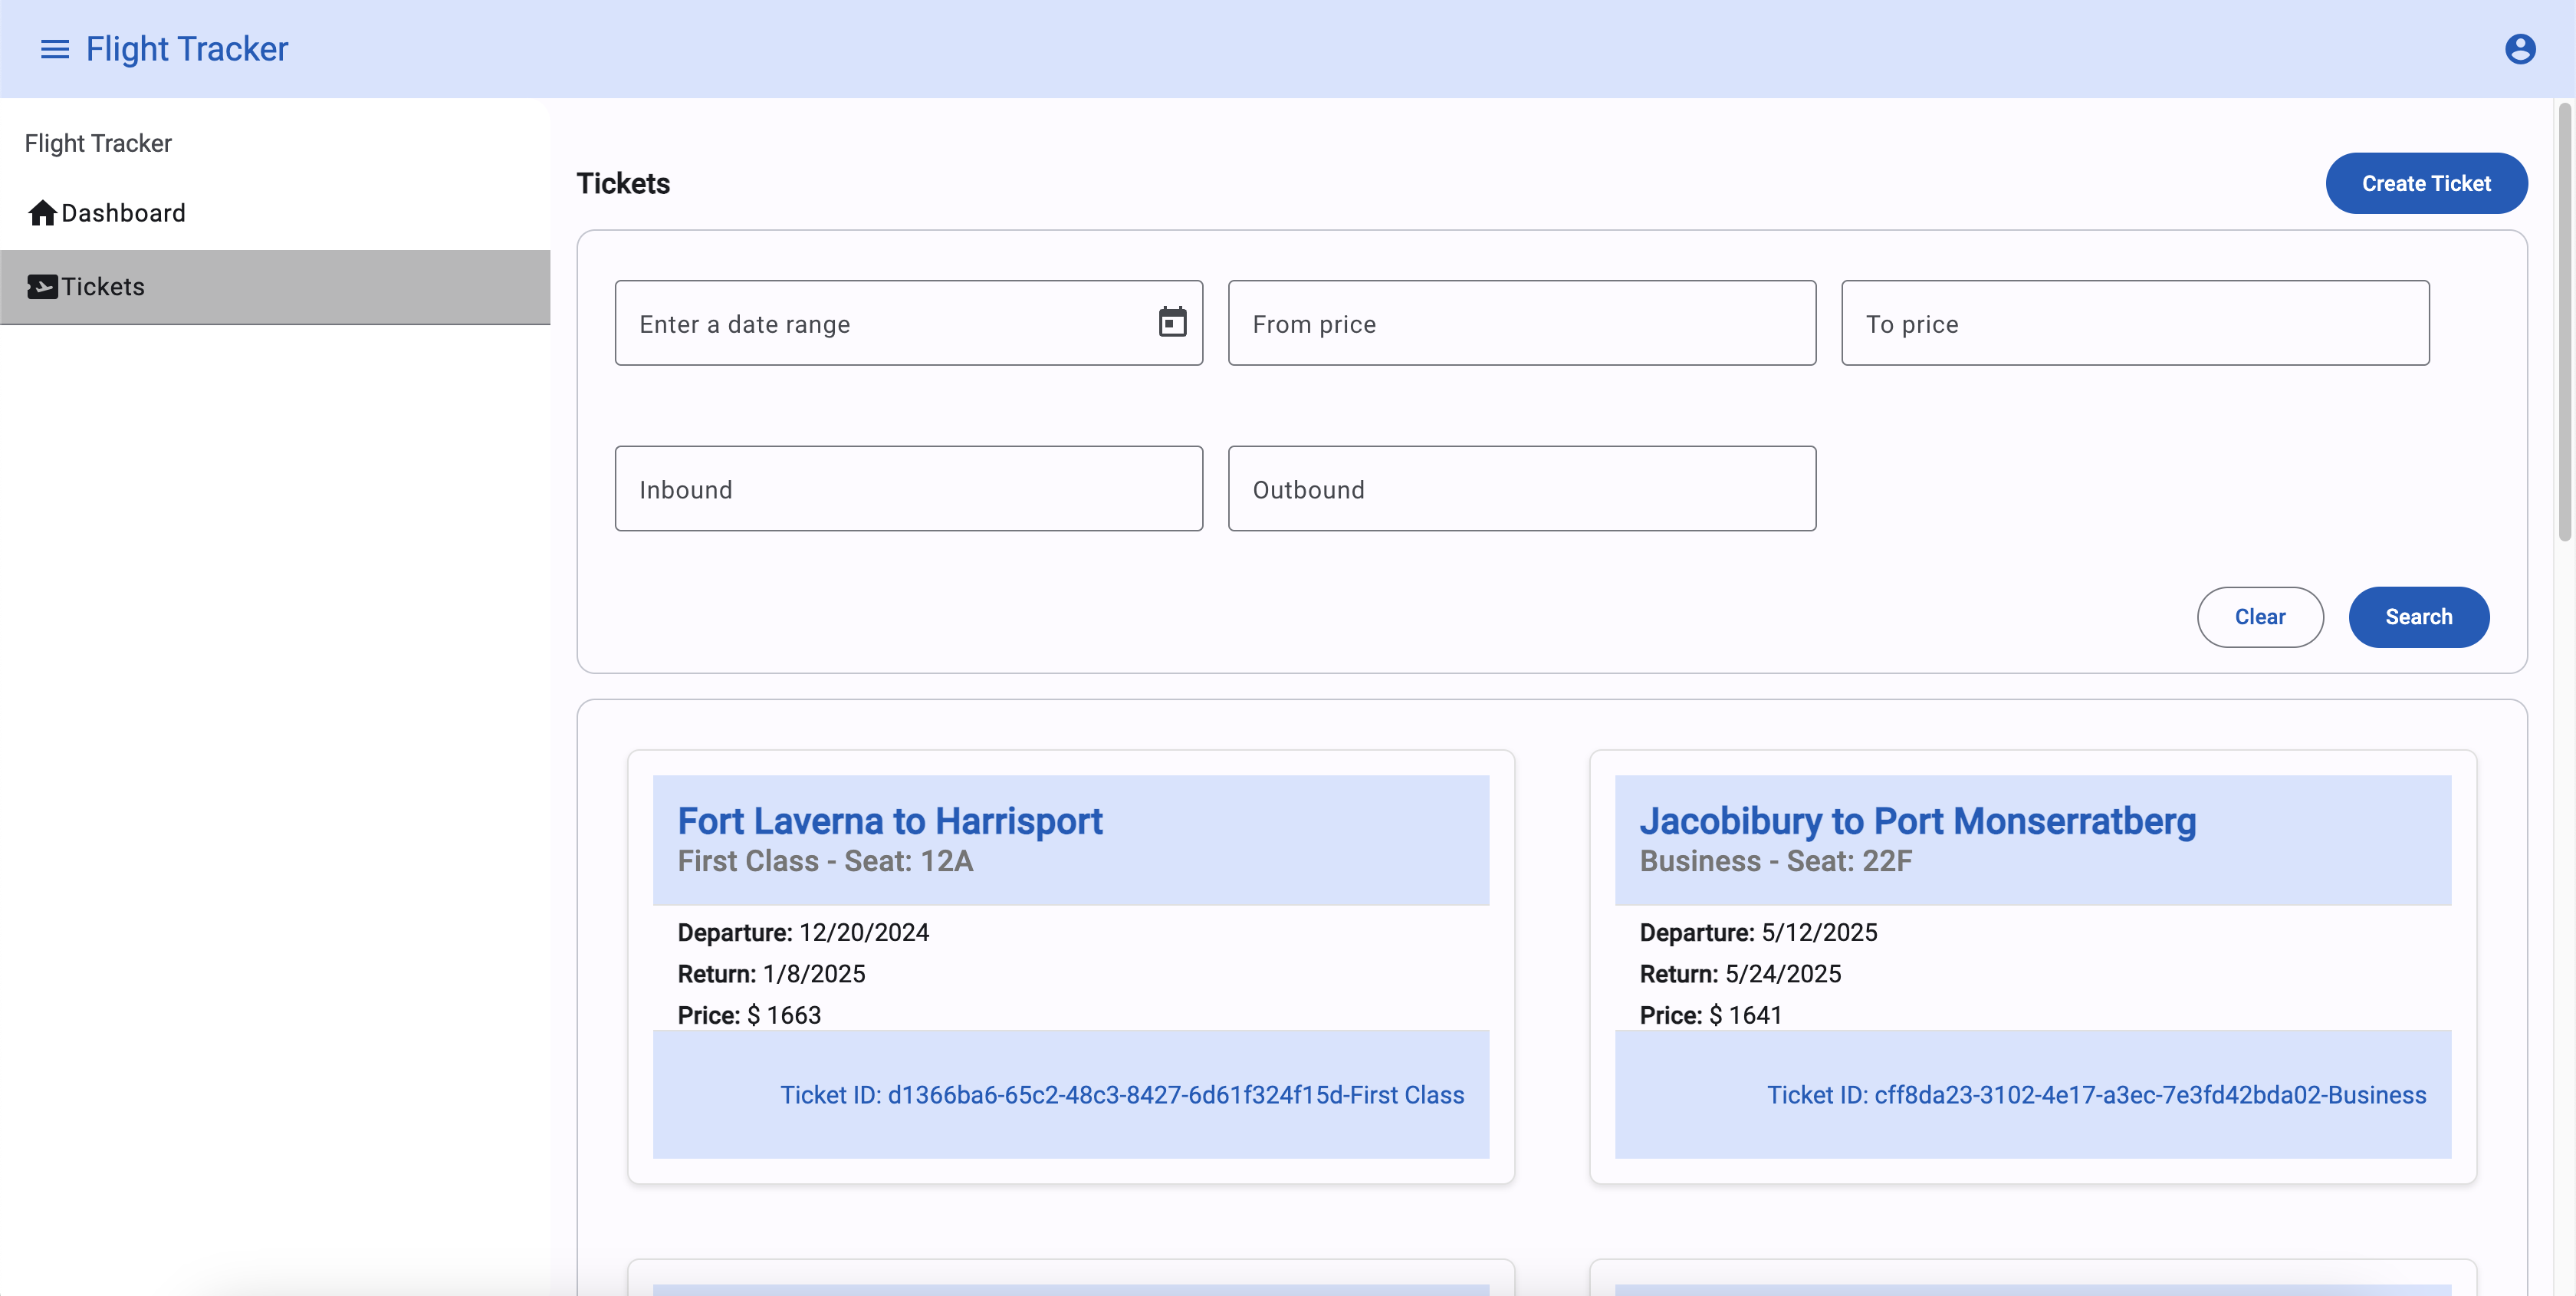 Flight Tracker
Flight Tracker
Dashboard
Tickets
Tickets
Create Ticket
Enter a date range
From price
To price
Inbound
Outbound
Clear
Search
Fort Laverna to Harrisport
First Class - Seat: 12A
Departure: 12/20/2024
Return: 1/8/2025
Price: $ 1663
Ticket ID: d1366ba6-65c2-48c3-8427-6d61f324f15d-First Class
Jacobibury to Port Monserratberg
Business - Seat: 22F
Departure: 5/12/2025
Return: 5/24/2025
Price: $ 1641
Ticket ID: cff8da23-3102-4e17-a3ec-7e3fd42bda02-Business